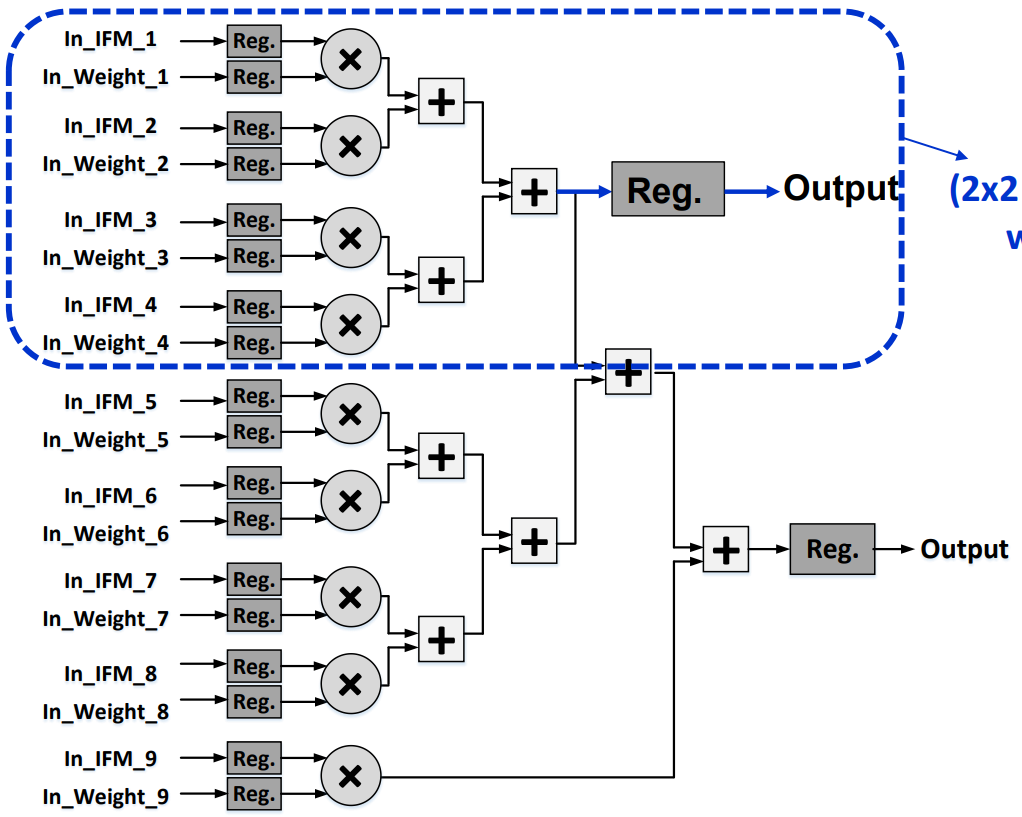 In_IFM_1
Reg.
In_Weight_1
Reg.
In_IFM_2
Reg.
In_Weight_2
Reg.
In_IFM_3
Reg.
In_Weight_3
Reg.
In_IFM_4
Reg.
In_Weight_4
Reg.
Reg.
Output
(2x2
w
In_IFM_5
Reg.
In_Weight_5
Reg.
In_IFM_6
Reg.
In_Weight_6
Reg.
In_IFM_7
Reg.
In_Weight_7
Reg.
In_IFM_8
Reg.
In_Weight_8
Reg.
In_IFM_9
Reg.
In_Weight_9
Reg.
Reg.
Output